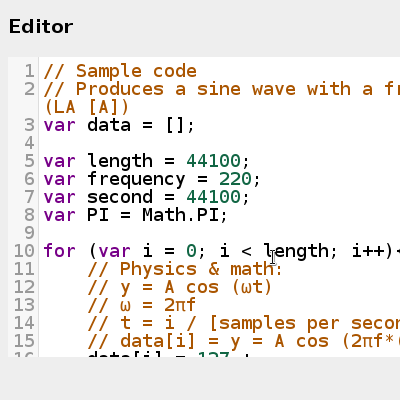 Editor
1 // Sample code
2 // Produces a sine wave with a
(LA [A])
3 var data = [];
4
5 var length = 44100;
6 var frequency = 220;
7 var second = 44100;
8 var PI = Math.PI;
9
10 for (var i = 0; i < length; i++)
11 // Physics & math:
12 // y = A cos (ωt)
13 // ω = 2πf
14 // t = i / [samples per
15 // data[i] = y = A cos (2πf*
16 data[i] = 127